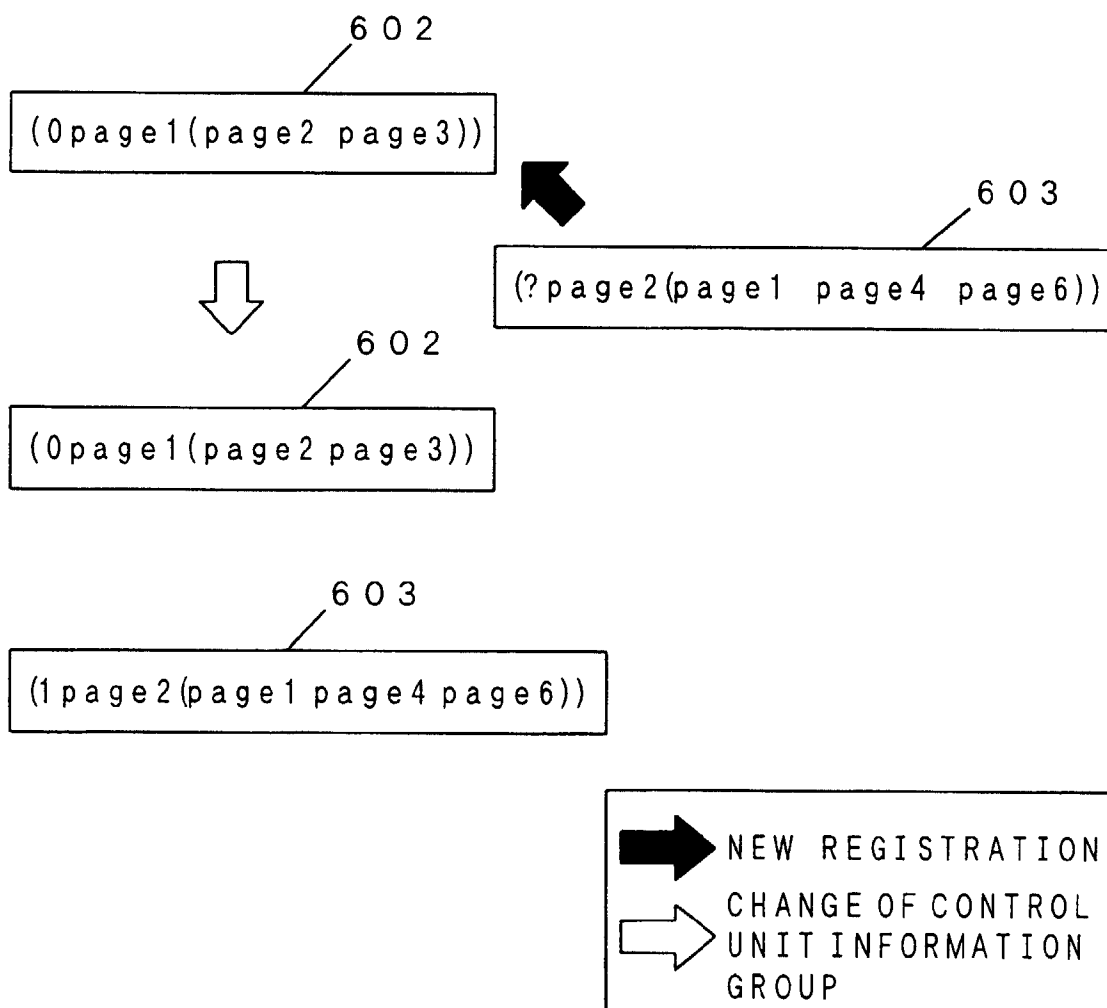 602
(0page1(page2 page3))
603
(?page2(page1 page4 page6))
602
(0page1(page2 page3))
603
(1page2(page1 page4 page6))
NEW REGISTRATION
CHANGE OF CONTROL
UNIT INFORMATION
GROUP